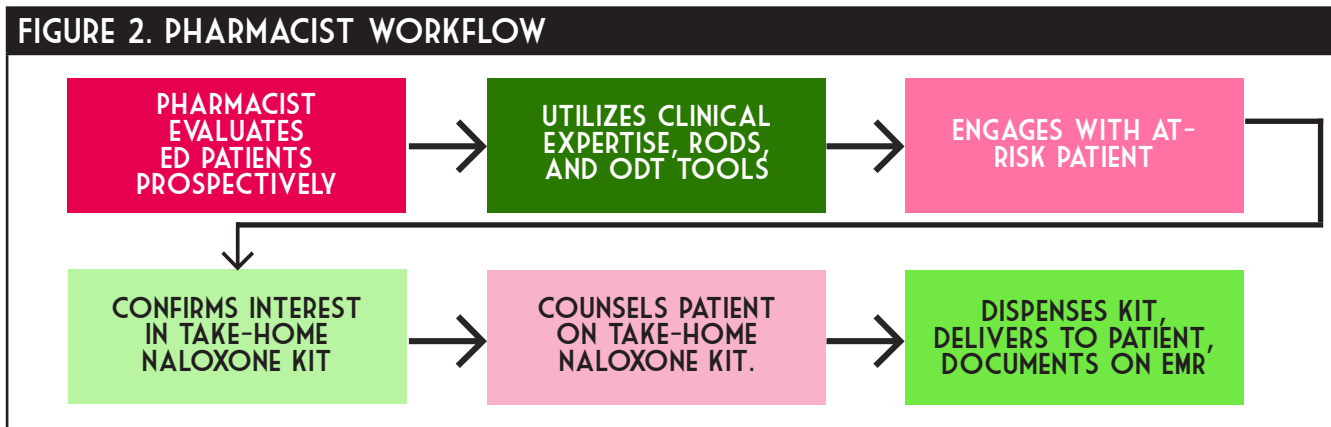 FIGURE 2. PHARMACIST WORKFLOW
PHARMACIST
EVALUATES
ED PATIENTS
PROSPECTIVELY
UTILIZES CLINICAL
EXPERTISE, RODS,
AND ODT TOOLS
ENGAGES WITH AT-
RISK PATIENT
CONFIRMS INTEREST
IN TAKE-HOME
NALOXONE KIT
COUNSELS PATIENT
ON TAKE-HOME
NALOXONE KIT.
DISPENSES KIT,
DELIVERS TO PATIENT,
DOCUMENTS ON EMR